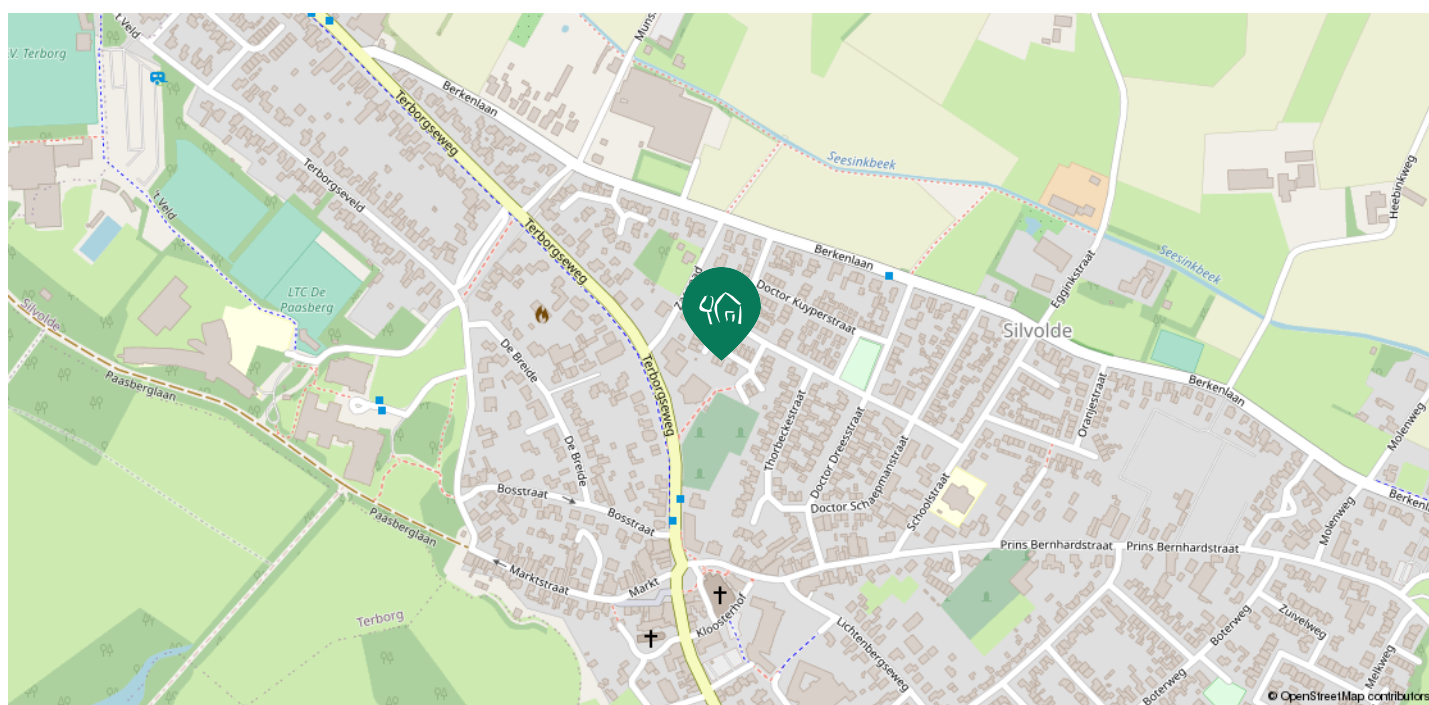 't Veld
V. Terborg
Berkenlaan
Terborgseweg
Seesinkbeek
Terborgseveld
't Veld
Heebinkweg
Terborgseweg
Berkenlaan
Seesinkbeek
Egginkstraat
LTC De
Paasberg
Doctor Kuyperstraat
Silvolde
Silvolde
De Breide
Terborgseweg
Paasberglaan
Berkenlaan
Oranjestraat
Thorbeckestraat
Doctor Dreesstraat
Molenweg
De Breide
Doctor Schaepmanstraat
Schoolstraat
Bosstraat
Bosstraat
Berkenl
Molenweg
Paasberglaan
Prins Bernhardstraat
Prins Bernhardstraat
Marktstraat
Markt
Kloosterhof
Terborg
Lichtenbergseweg
Boterweg
Zuivelweg
Boterweg
Melkweg
© OpenStreetMap contributors